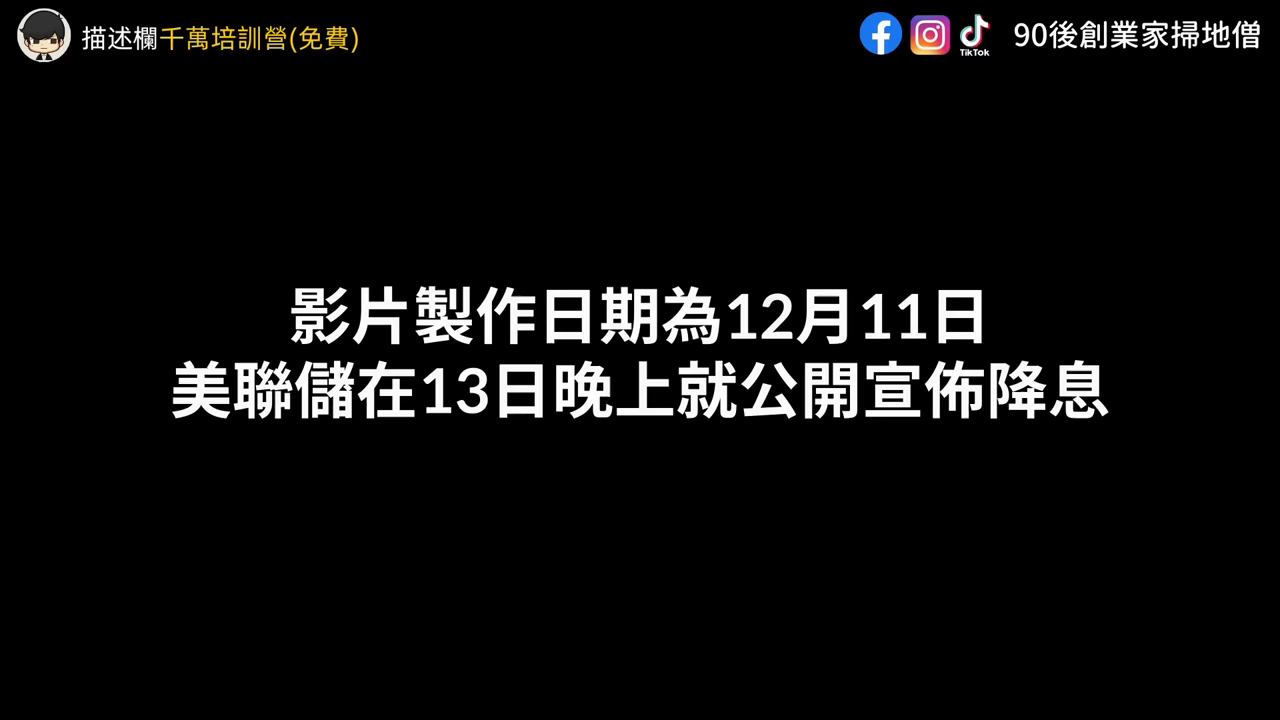 描述欄千萬培訓營(免費)
TikTok
90後創業家掃地僧
影片製作日期為12月11日
美聯儲在13日晚上就公開宣佈降息